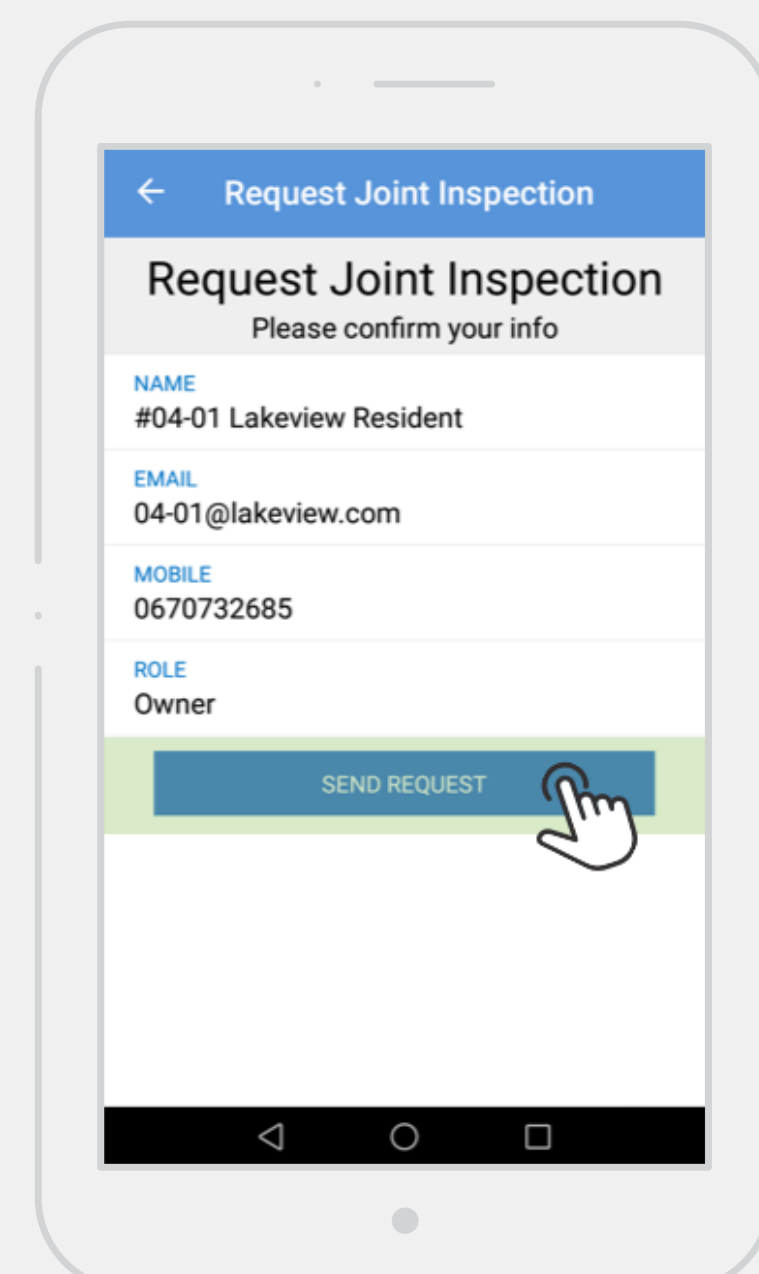 Request Joint Inspection
Request Joint Inspection
Please confirm your info
NAME
#04-01 Lakeview Resident
EMAIL
04-01@lakeview.com
MOBILE
0670732685
ROLE
Owner
SEND REQUEST